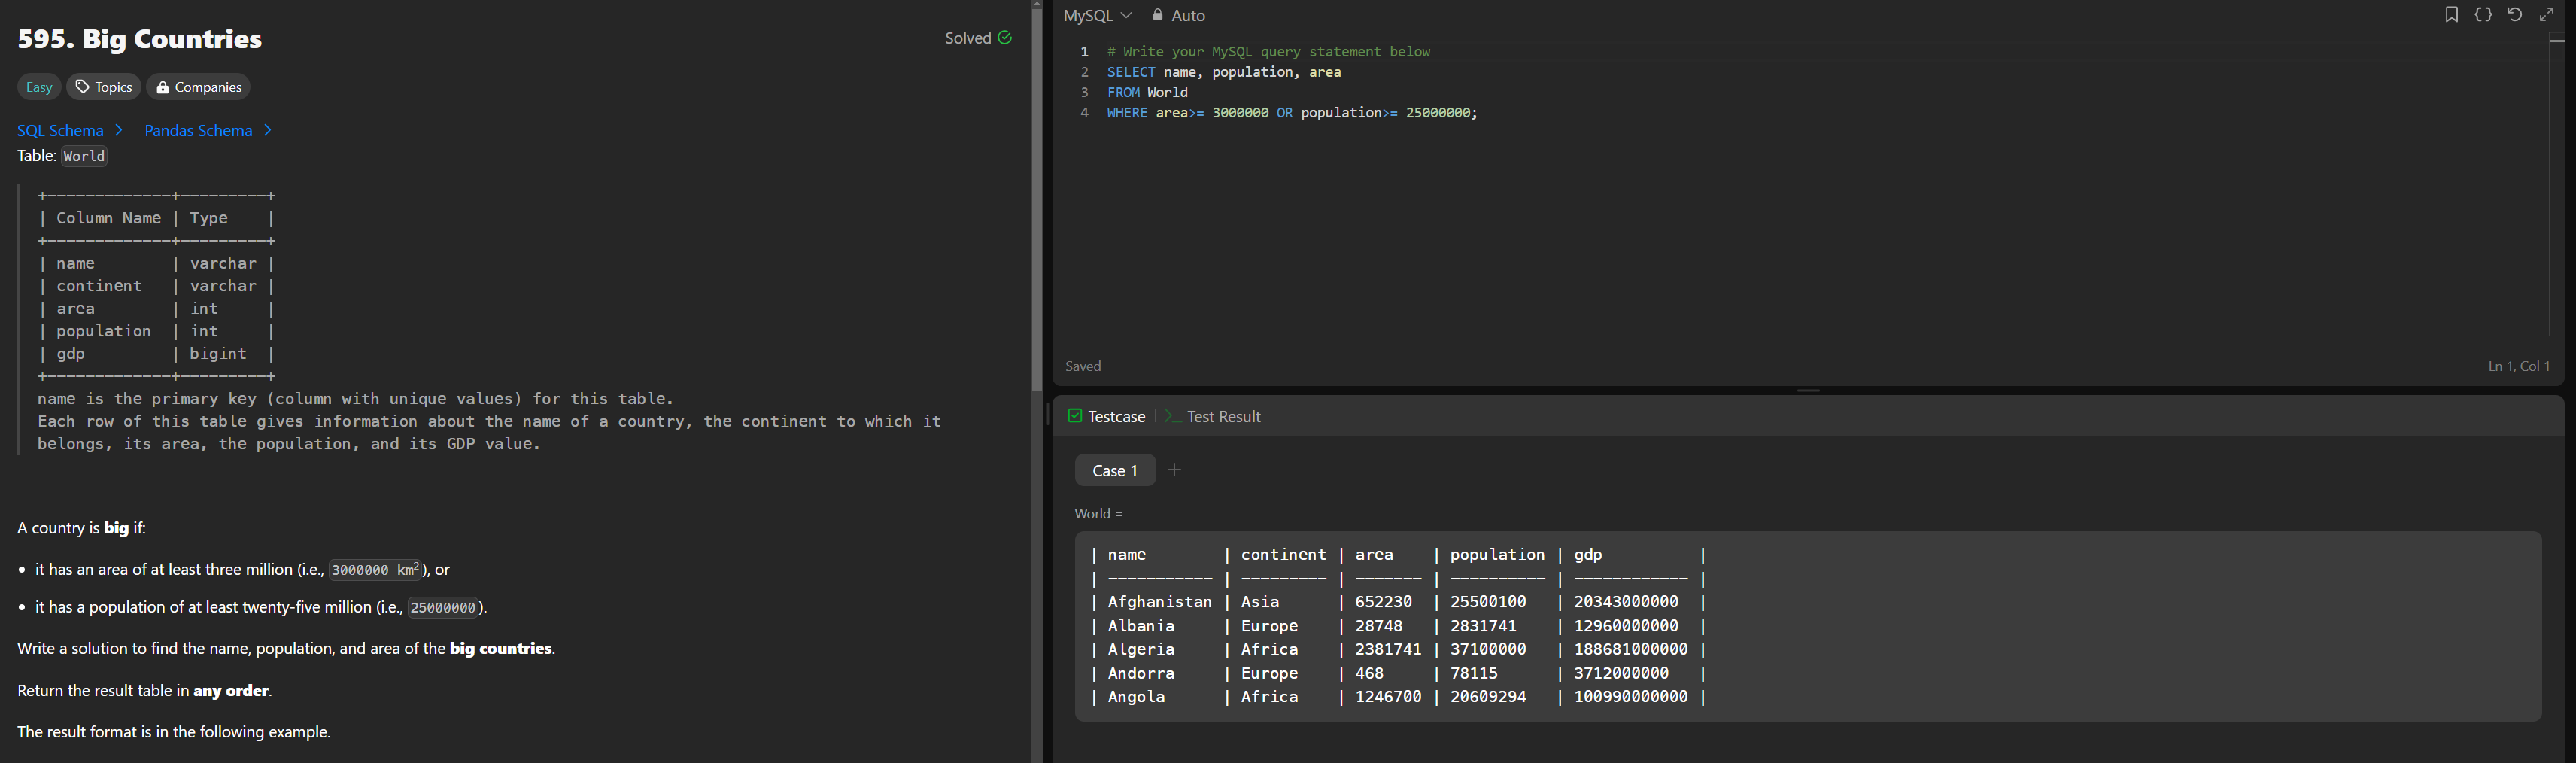 595. Big Countries
Solved
Easy Topics Companies
SQL Schema > Pandas Schema >
Table: World
+-------------+---------+
| Column Name | Type    |
+-------------+---------+
| name        | varchar |
| continent   | varchar |
| area        | int     |
| population  | int     |
| gdp         | bigint  |
+-------------+---------+
name is the primary key (column with unique values) for this table.
Each row of this table gives information about the name of a country, the continent to which it
belongs, its area, the population, and its GDP value.
A country is big if:
• it has an area of at least three million (i.e., 3000000 km²), or
• it has a population of at least twenty-five million (i.e., 25000000).
Write a solution to find the name, population, and area of the big countries.
Return the result table in any order.
The result format is in the following example.
MySQL Auto
1 # Write your MySQL query statement below
2 SELECT name, population, area
3 FROM World
4 WHERE area>= 3000000 OR population>= 25000000;
Saved
Ln 1, Col 1
Testcase Test Result
Case 1 +
World =
| name        | continent | area    | population | gdp          |
| ----------- | --------- | ------- | ---------- | ------------ |
| Afghanistan | Asia      | 652230  | 25500100   | 20343000000  |
| Albania     | Europe    | 28748   | 2831741    | 12960000000  |
| Algeria     | Africa    | 2381741 | 37100000   | 188681000000 |
| Andorra     | Europe    | 468     | 78115      | 3712000000   |
| Angola      | Africa    | 1246700 | 20609294   | 100990000000 |